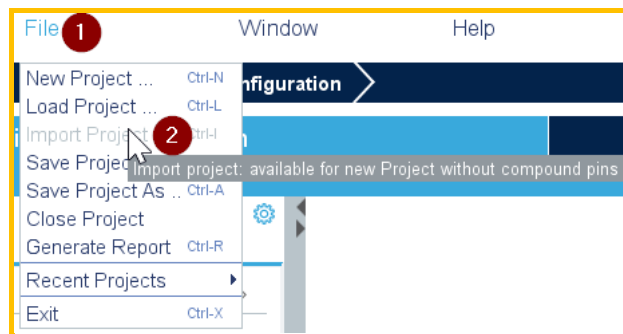 File 1 Window Help
New Project ... Ctrl-N
nfiguration
Load Project ... Ctrl-L
Import Project 2 Ctrl-I
Save Project
Import project: available for new Project without compound pins
Save Project As .. Ctrl-A
Close Project
Generate Report Ctrl-R
Recent Projects
Exit Ctrl-X